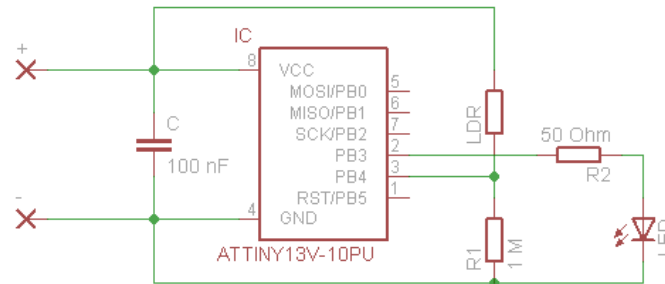 IC
+
8
VCC
MOSI/PB0
5
MISO/PB1
6
SCK/PB2
7
PB3
2
PB4
3
RST/PB5
1
4
GND
ATTINY13V-10PU
C
100 nF
-
LDR
50 Ohm
R2
R1
1 M
LED